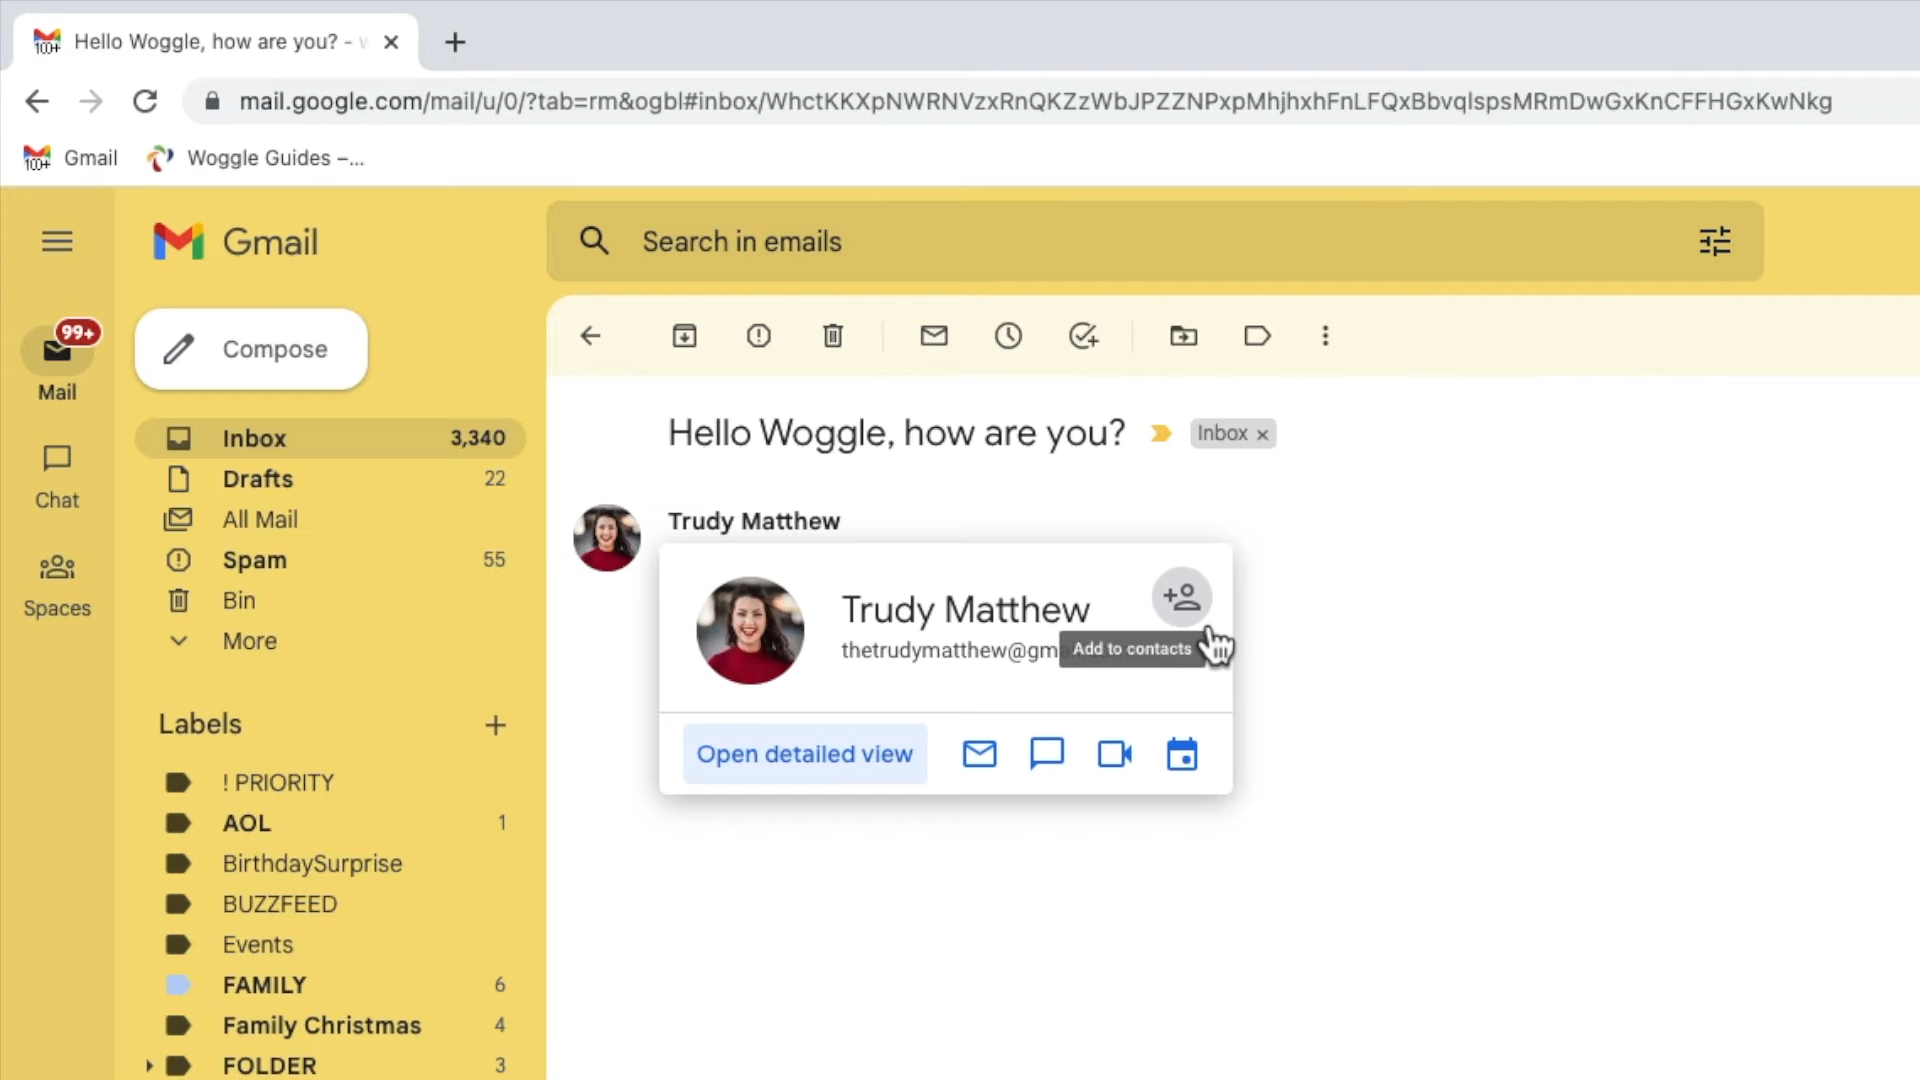 Hello Woggle, how are you? -
mail.google.com/mail/u/0/?tab=rm&ogbl#inbox/WhctKKXpNWRNVzxRnQKZzWbJPZZNPxpMhjhxhFnLFQxBbvqlspsMRmDwGxKnCFFHGxKwNkg
100+ Gmail
Woggle Guides –...
Gmail
Search in emails
99+
Mail
Compose
Inbox 3,340
Drafts 22
Chat
All Mail
Spam 55
Spaces
Bin
More
Labels
! PRIORITY
AOL 1
BirthdaySurprise
BUZZFEED
Events
FAMILY 6
Family Christmas 4
FOLDER 3
Hello Woggle, how are you?
Inbox
Trudy Matthew
Trudy Matthew
thetrudymatthew@gm
Add to contacts
Open detailed view